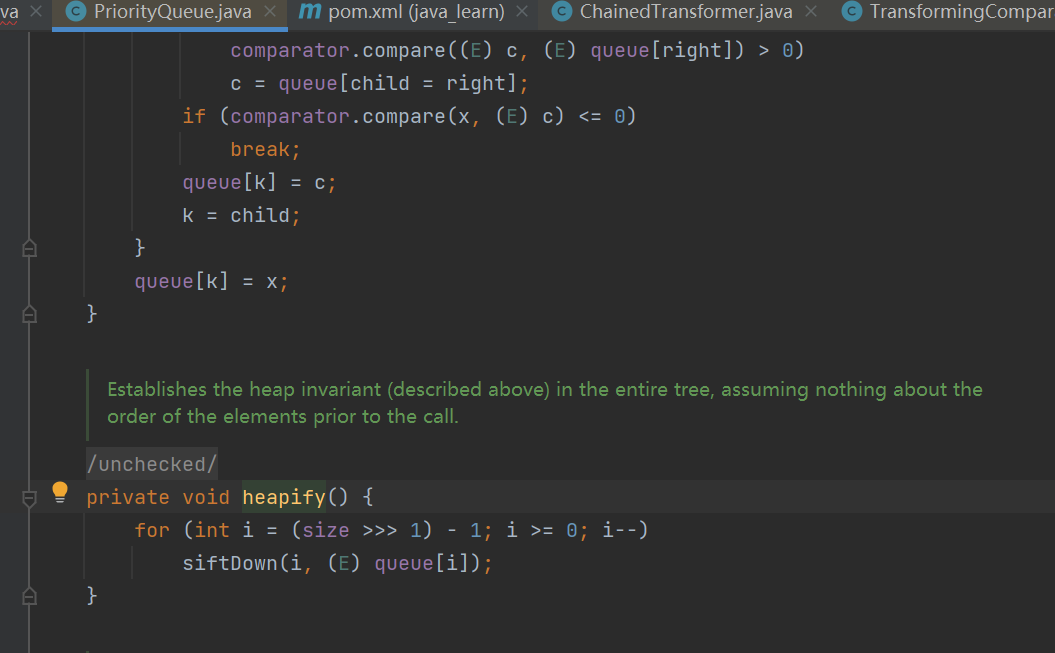 va PriorityQueue.java pom.xml (java_learn) ChainedTransformer.java TransformingCompar
comparator.compare((E) c, (E) queue[right]) > 0)
c = queue[child = right];
if (comparator.compare(x, (E) c) <= 0)
break;
queue[k] = c;
k = child;
}
queue[k] = x;
}
Establishes the heap invariant (described above) in the entire tree, assuming nothing about the
order of the elements prior to the call.
/unchecked/
private void heapify() {
for (int i = (size >>> 1) - 1; i >= 0; i--)
siftDown(i, (E) queue[i]);
}